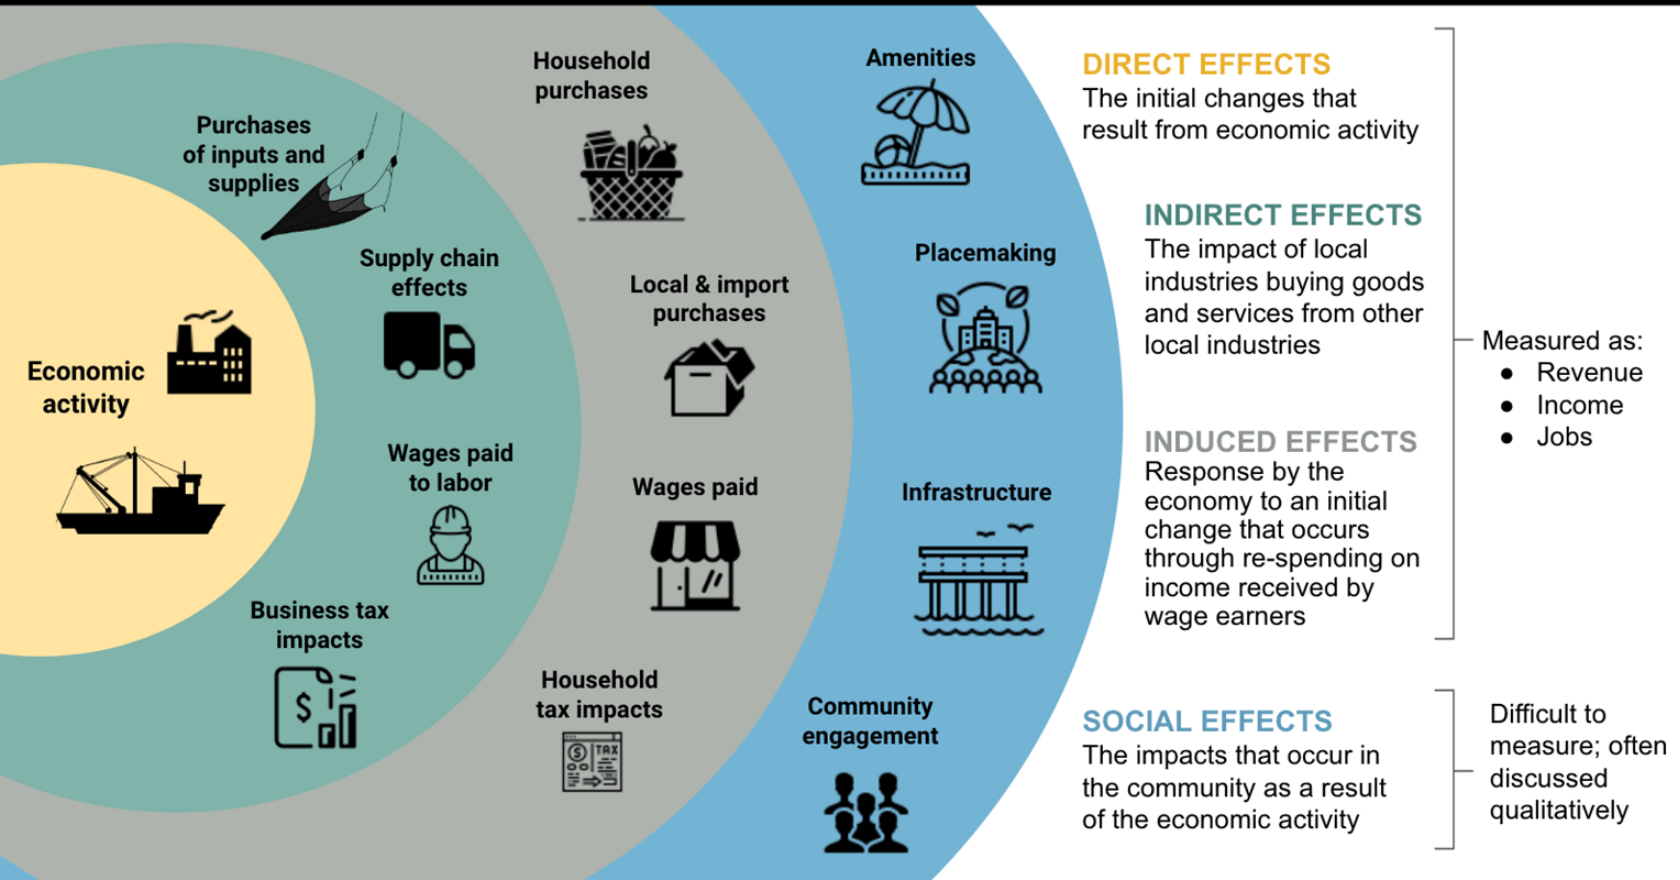 Economic
activity
Purchases
of inputs and
supplies
Supply chain
effects
Wages paid
to labor
Business tax
impacts
$
Household
purchases
Local & import
purchases
Wages paid
Household
tax impacts
$ TAX
Amenities
Placemaking
Infrastructure
Community
engagement
DIRECT EFFECTS
The initial changes that
result from economic activity
INDIRECT EFFECTS
The impact of local
industries buying goods
and services from other
local industries
INDUCED EFFECTS
Response by the
economy to an initial
change that occurs
through re-spending on
income received by
wage earners
Measured as:
● Revenue
● Income
● Jobs
SOCIAL EFFECTS
The impacts that occur in
the community as a result
of the economic activity
Difficult to
measure; often
discussed
qualitatively